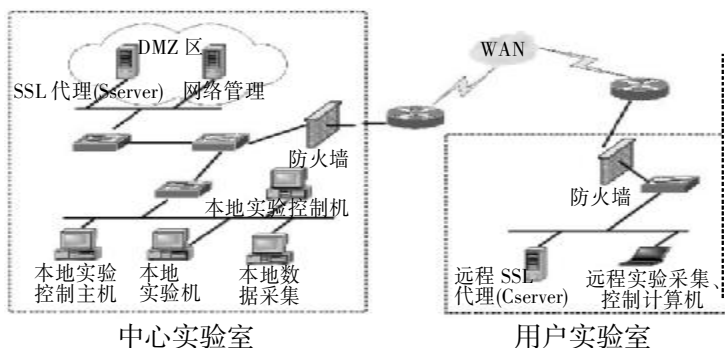 DMZ 区
SSL 代理(Sserver)
网络管理
WAN
防火墙
本地实验控制机
本地实验
控制主机
本地
实验机
本地数
据采集
防火墙
远程 SSL
代理(Cserver)
远程实验采集、
控制计算机
中心实验室
用户实验室